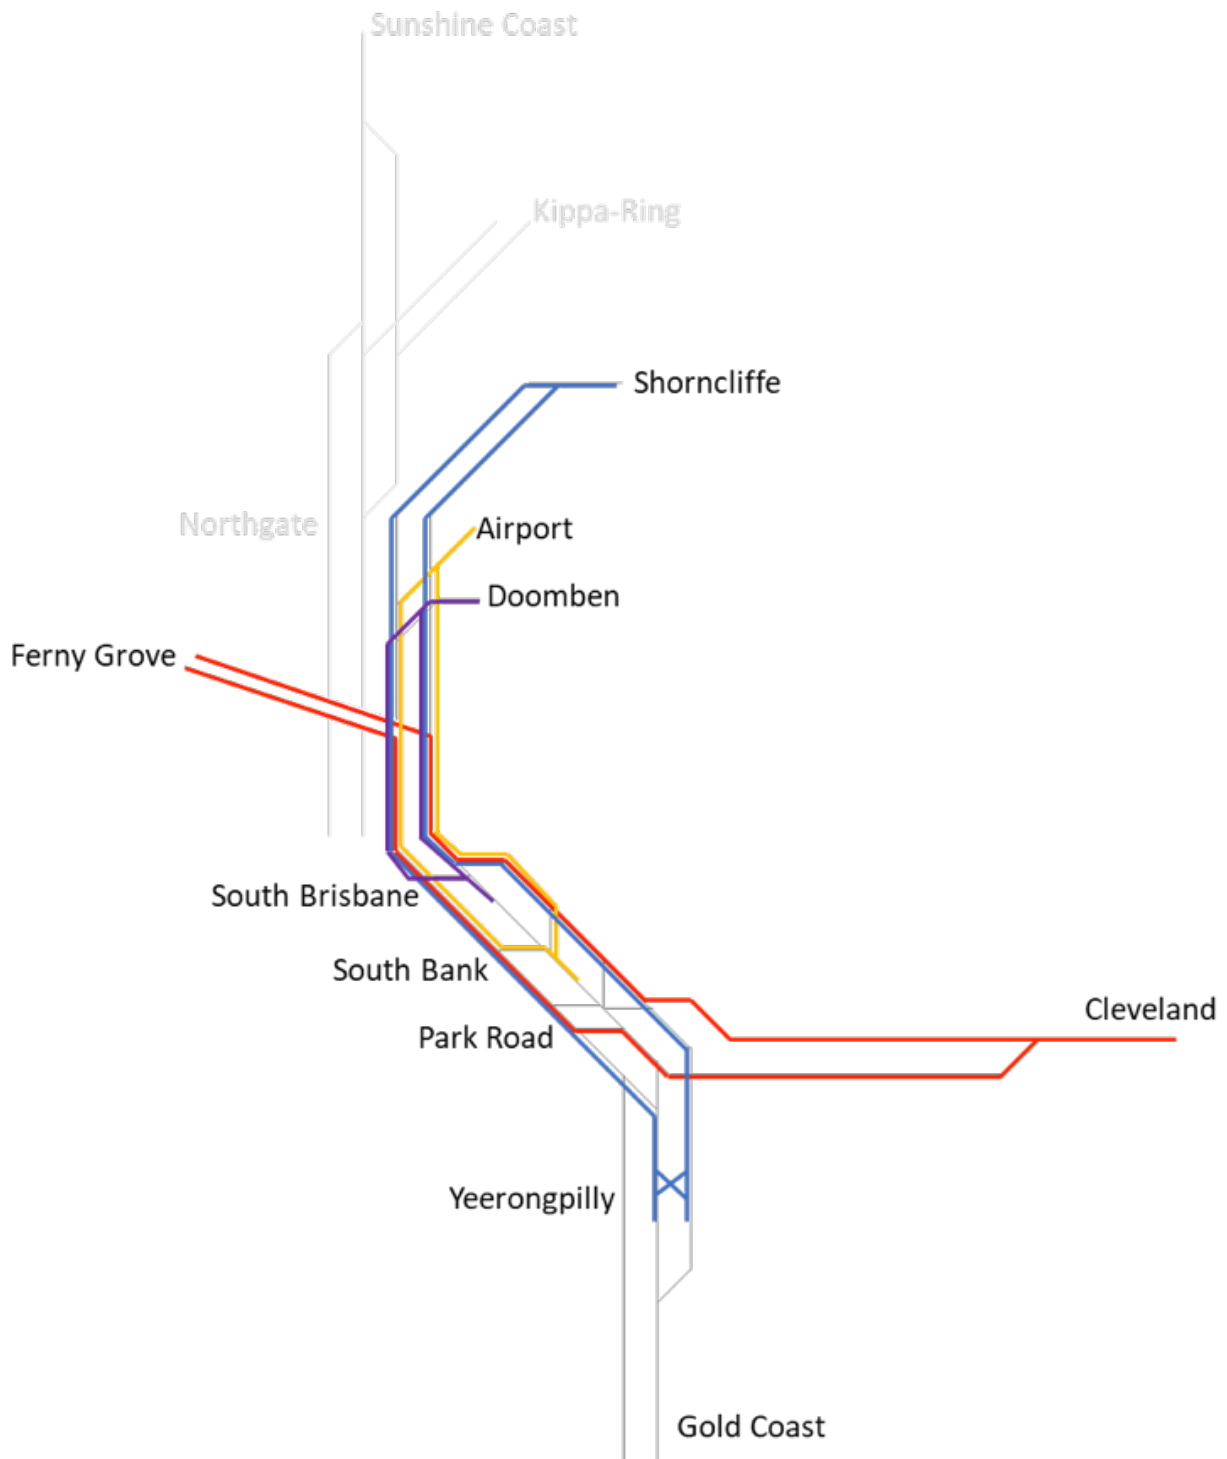 Sunshine Coast
Kippa-Ring
Shorncliffe
Northgate
Airport
Doomben
Ferny Grove
South Brisbane
South Bank
Cleveland
Park Road
Yeerongpilly
Gold Coast